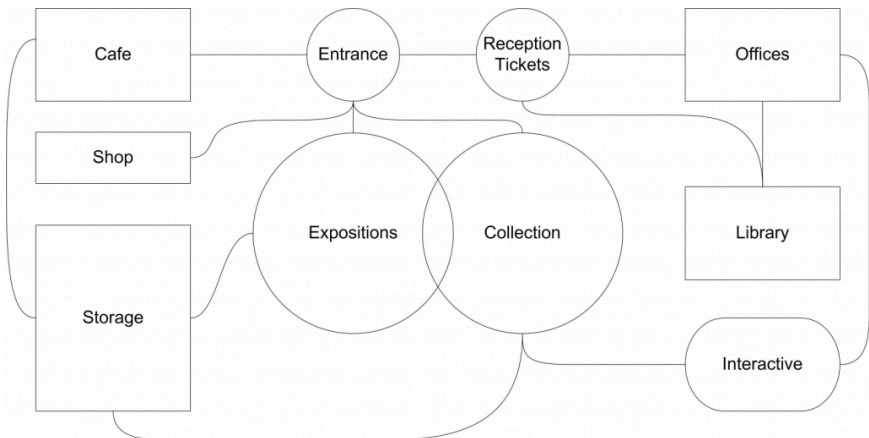 Cafe
Entrance
Reception
Tickets
Offices
Shop
Expositions
Collection
Library
Storage
Interactive